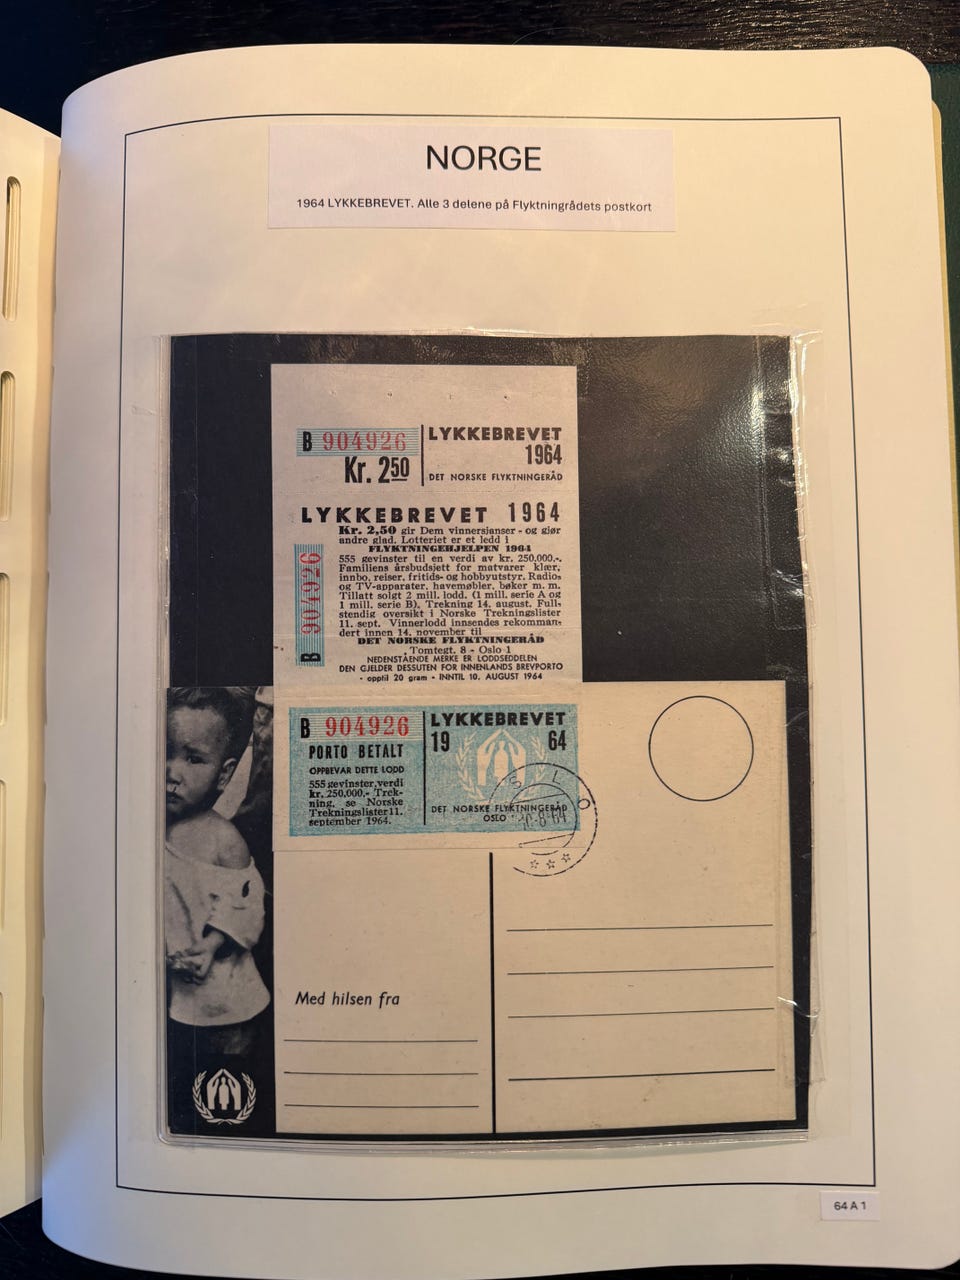 NORGE
1964 LYKKEBREVET. Alle 3 delene på Flyktningrådets postkort
B 904926
Kr. 250
LYKKEBREVET
1964
DET NORSKE FLYKTNINGERÅD
LYKKEBREVET 1964
B 904926
Kr. 2,50 gir Dem vinnersjanser - og gjør
andre glad. Lotteriet er et ledd i
FLYKTNINGEHJELPEN 1964
555 gevinster til en verdi av kr. 250.000,-.
Familiens årsbudsjett for matvarer klær,
innbo, reiser, fritids- og hobbyutstyr. Radio-
og TV-apparater, havemøbler, bøker m. m.
Tillatt solgt 2 mill. lodd. (1 mill. serie A og
1 mill. serie B). Trekning 14. august. Full-
stendig oversikt i Norske Trekningslister
11. sept. Vinnerlodd innsendes rekomman-
dert innen 14. november til
DET NORSKE FLYKTNINGERÅD
Tomtegt. 8 - Oslo 1
NEDENSTÅENDE MERKE ER LODDSEDDELEN
DEN GJELDER DESSUTEN FOR INNENLANDS BREVPORTO
- opptil 20 gram - INNTIL 10. AUGUST 1964
B 904926
PORTO BETALT
OPPBEVAR DETTE LODD
555 gevinster, verdi
kr. 250.000,- Trek-
ning, se Norske
Trekningslister 11.
september 1964.
LYKKEBREVET
19 64
DET NORSKE FLYKTNINGERÅD
OSLO
OSLO
10-8-64
Med hilsen fra
64 A 1